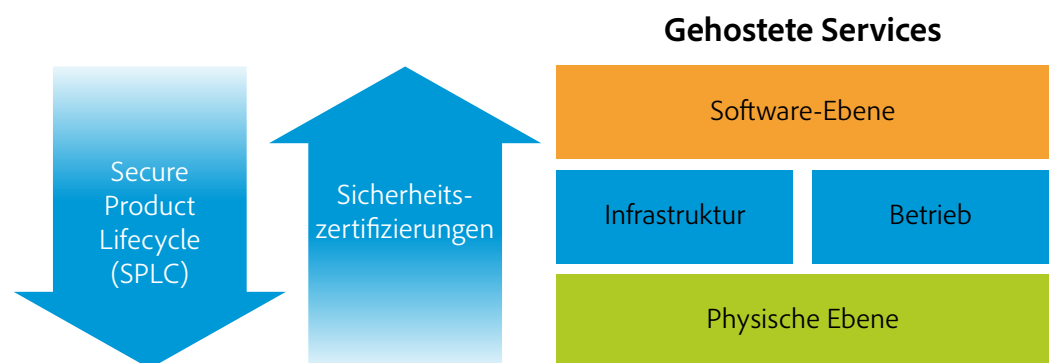 Gehostete Services
Secure
Product
Lifecycle
(SPLC)
Sicherheits-
zertifizierungen
Software-Ebene
Infrastruktur
Betrieb
Physische Ebene